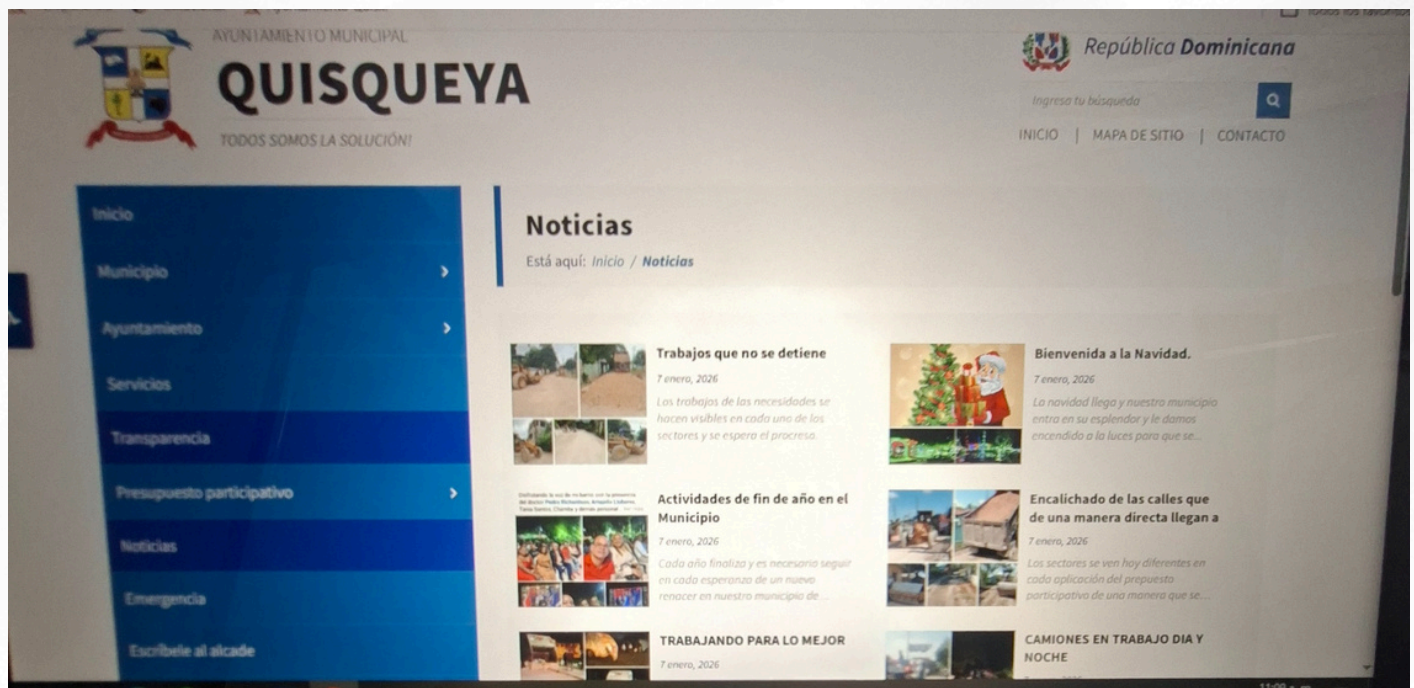 AYUNTAMIENTO MUNICIPAL
QUISQUEYA
TODOS SOMOS LA SOLUCIÓN!
República Dominicana
Ingresa tu búsqueda
INICIO | MAPA DE SITIO | CONTACTO
Inicio
Municipio
Ayuntamiento
Servicios
Transparencia
Presupuesto participativo
Noticias
Emergencia
Escríbele al alcade
Noticias
Está aquí: Inicio / Noticias
Trabajos que no se detiene
7 enero, 2026
Los trabajos de las necesidades se
hacen visibles en cada uno de los
sectores y se espera el progreso.
Bienvenida a la Navidad.
7 enero, 2026
La navidad llega y nuestro municipio
entra en su esplendor y le damos
encendido a la luces para que se...
Actividades de fin de año en el
Municipio
7 enero, 2026
Cada año finaliza y es necesario seguir
en cada esperanza de un nuevo
renacer en nuestro municipio de ...
Encalichado de las calles que
de una manera directa llegan a
7 enero, 2026
Los sectores se ven hoy diferentes en
cada aplicación del prepuesto
participativo de una manera que se...
TRABAJANDO PARA LO MEJOR
7 enero, 2026
CAMIONES EN TRABAJO DIA Y
NOCHE